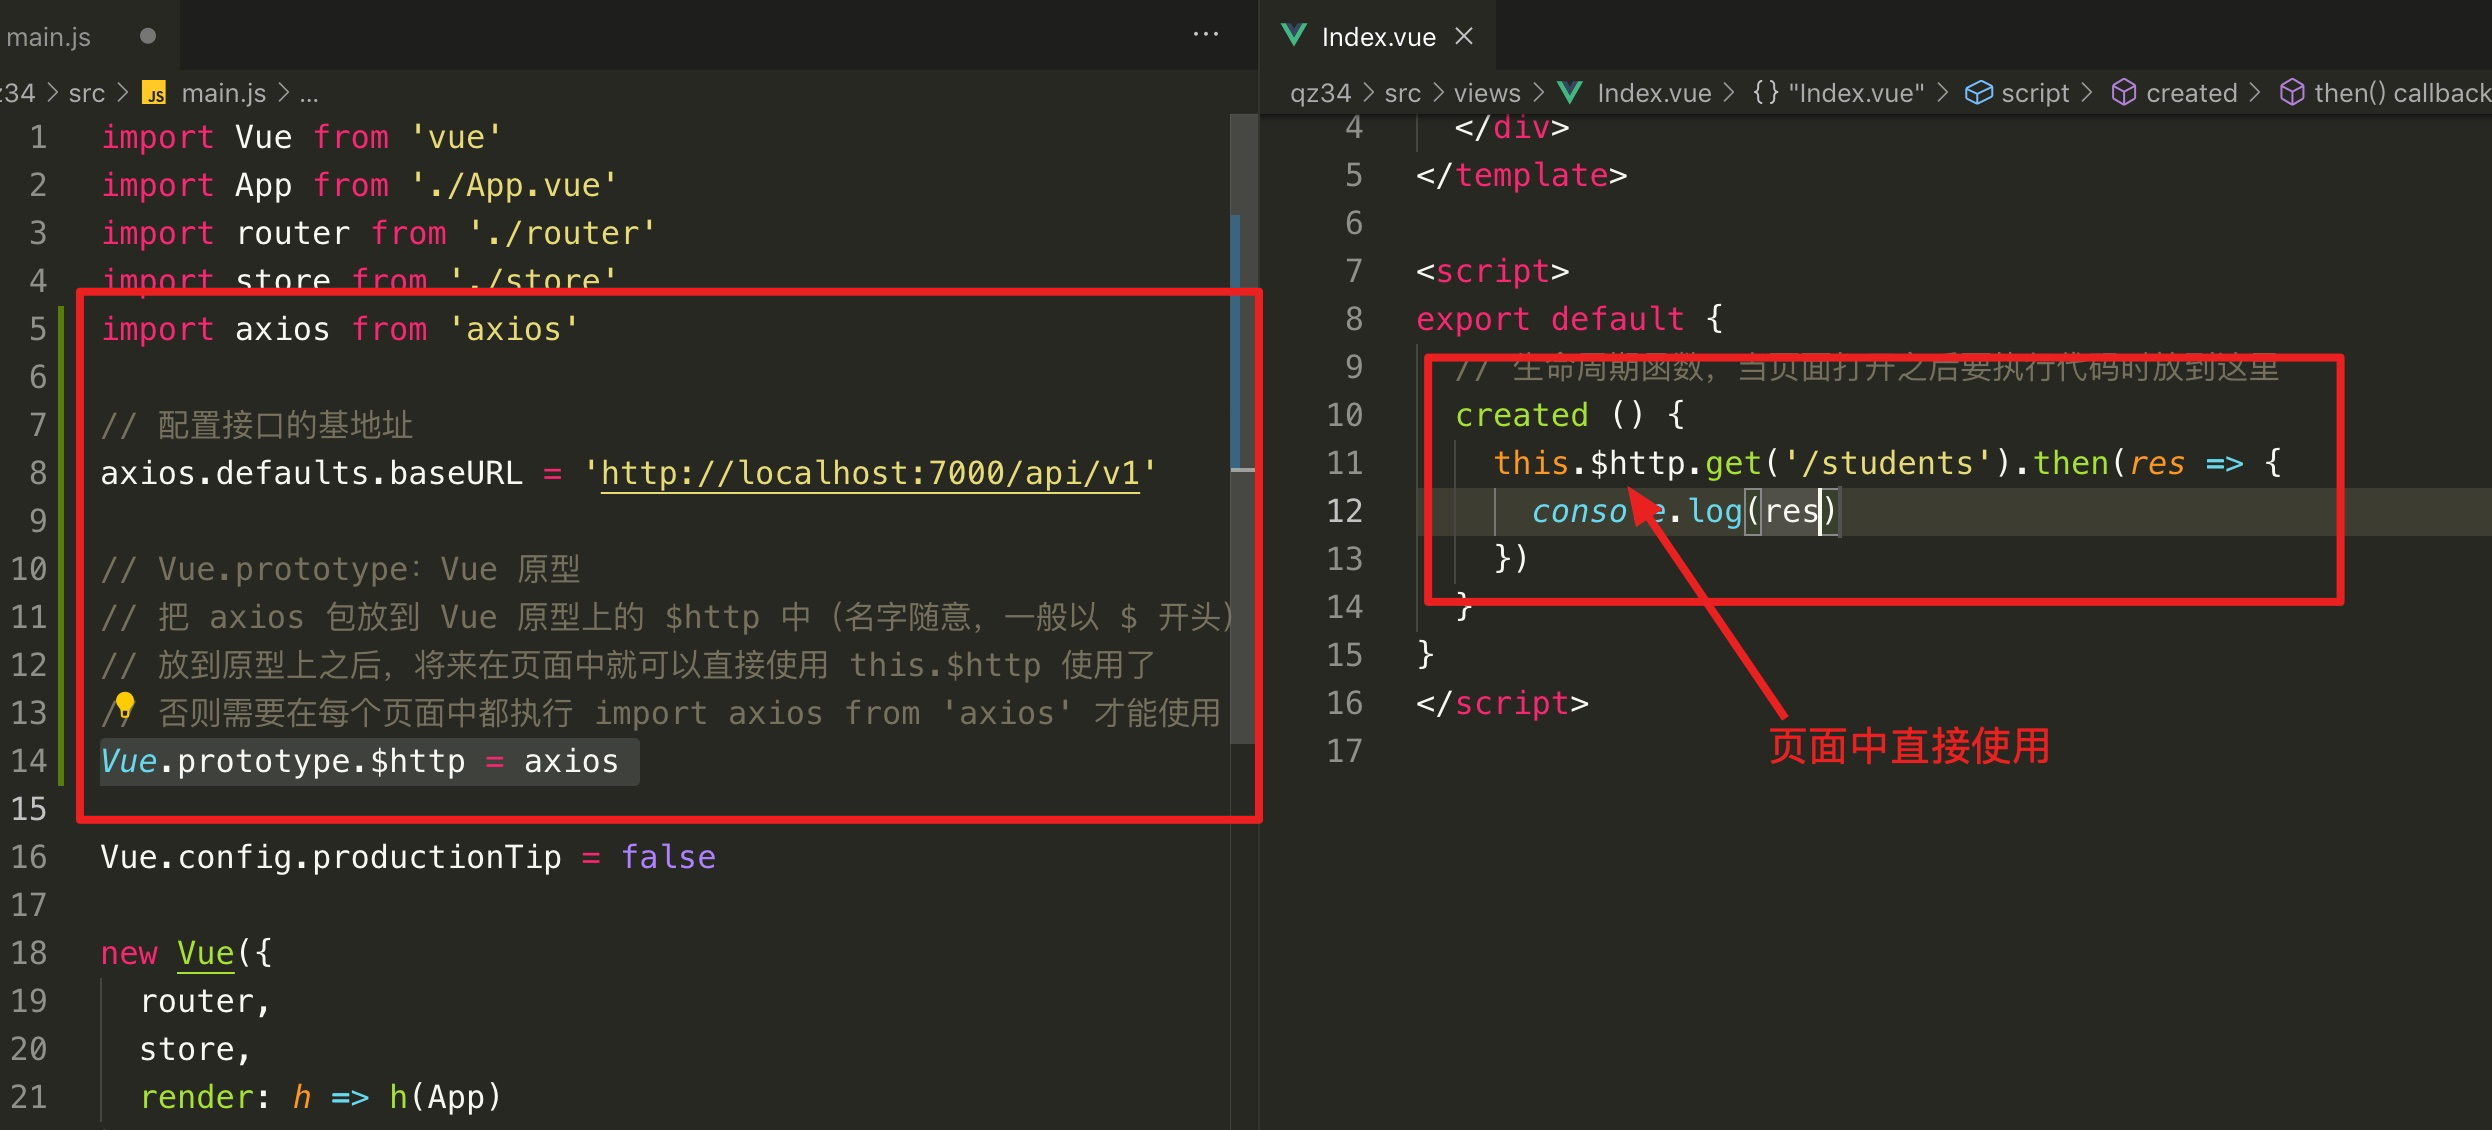 main.js
z34 > src > JS main.js > ...
1 import Vue from 'vue'
2 import App from './App.vue'
3 import router from './router'
4 import store from './store'
5 import axios from 'axios'
6
7 // 配置接口的基地址
8 axios.defaults.baseURL = 'http://localhost:7000/api/v1'
9
10 // Vue.prototype：Vue 原型
11 // 把 axios 包放到 Vue 原型上的 $http 中（名字随意，一般以 $ 开头）
12 // 放到原型上之后，将来在页面中就可以直接使用 this.$http 使用了
13 // 否则需要在每个页面中都执行 import axios from 'axios' 才能使用
14 Vue.prototype.$http = axios
15
16 Vue.config.productionTip = false
17
18 new Vue({
19 router,
20 store,
21 render: h => h(App)
Index.vue
qz34 > src > views > Index.vue > {} "Index.vue" > script > created > then() callback
4 </div>
5 </template>
6
7 <script>
8 export default {
9 // 生命周期函数，当页面打开之后要执行代码时放到这里
10 created () {
11 this.$http.get('/students').then(res => {
12 console.log(res)
13 })
14 }
15 }
16 </script>
17
页面中直接使用